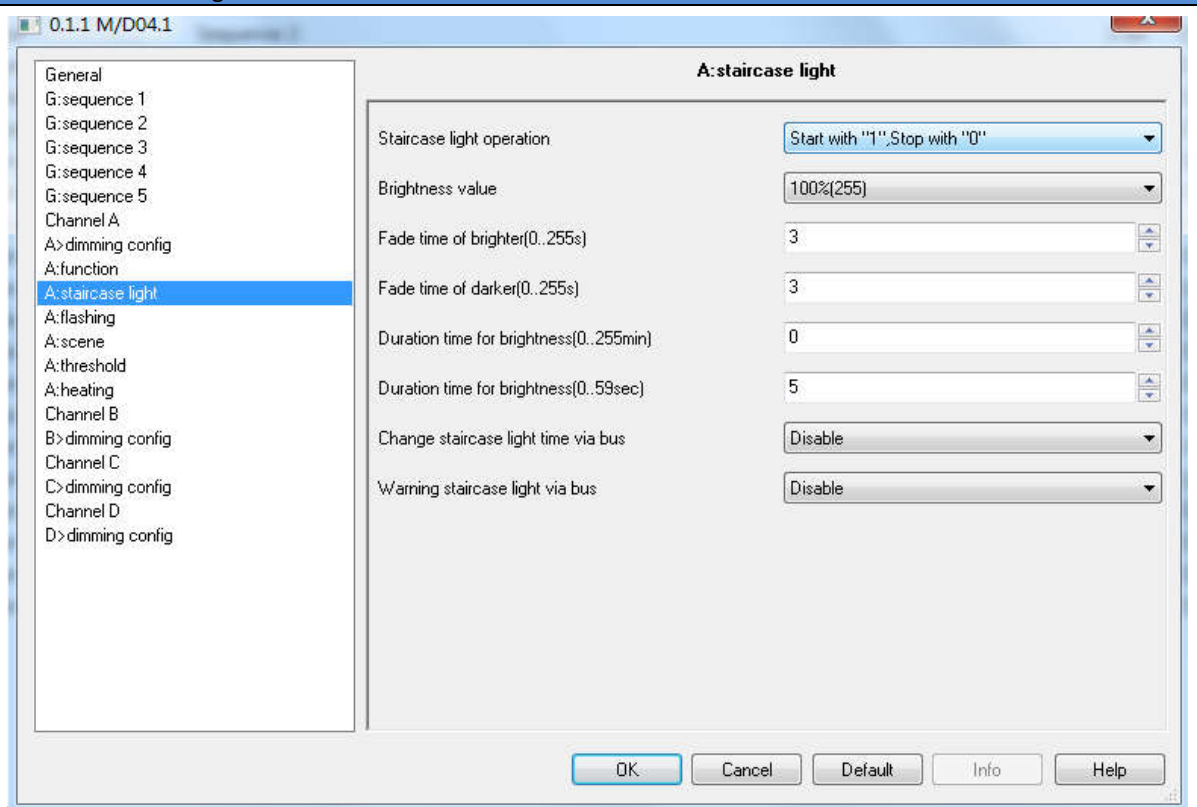 0.1.1 M/D04.1
A:staircase light
General
G:sequence 1
G:sequence 2
G:sequence 3
G:sequence 4
G:sequence 5
Channel A
A>dimming config
A:function
A:staircase light
A:flashing
A:scene
A:threshold
A:heating
Channel B
B>dimming config
Channel C
C>dimming config
Channel D
D>dimming config
Staircase light operation Start with "1",Stop with "0"
Brightness value 100%(255)
Fade time of brighter(0..255s) 3
Fade time of darker(0..255s) 3
Duration time for brightness(0..255min) 0
Duration time for brightness(0..59sec) 5
Change staircase light time via bus Disable
Warning staircase light via bus Disable
OK Cancel Default Info Help